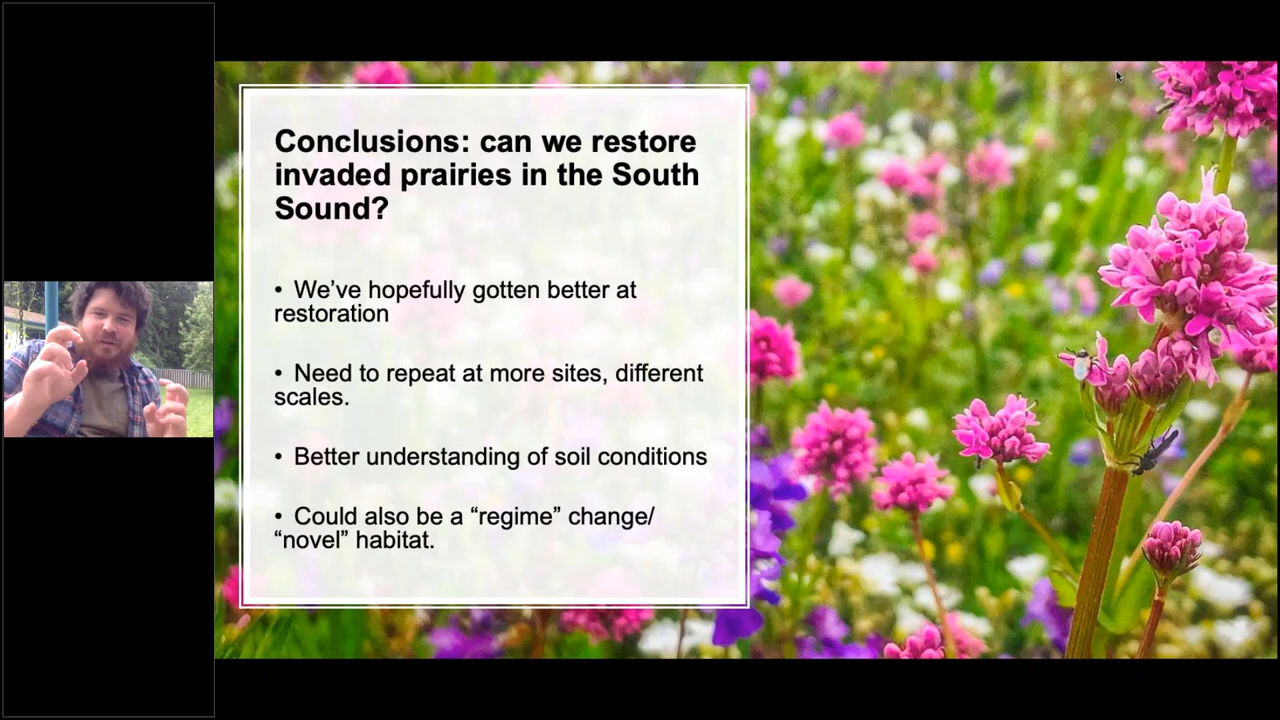 Conclusions: can we restore
invaded prairies in the South
Sound?
• We’ve hopefully gotten better at
restoration
• Need to repeat at more sites, different
scales.
• Better understanding of soil conditions
• Could also be a “regime” change/
“novel” habitat.